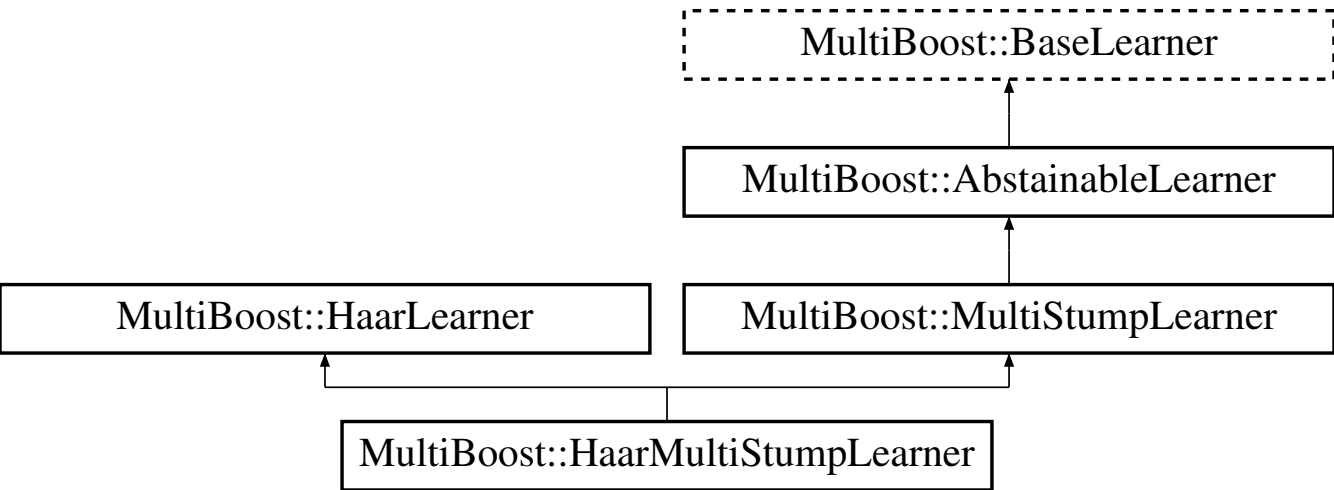 MultiBoost::BaseLearner
MultiBoost::AbstainableLearner
MultiBoost::HaarLearner
MultiBoost::MultiStumpLearner
MultiBoost::HaarMultiStumpLearner